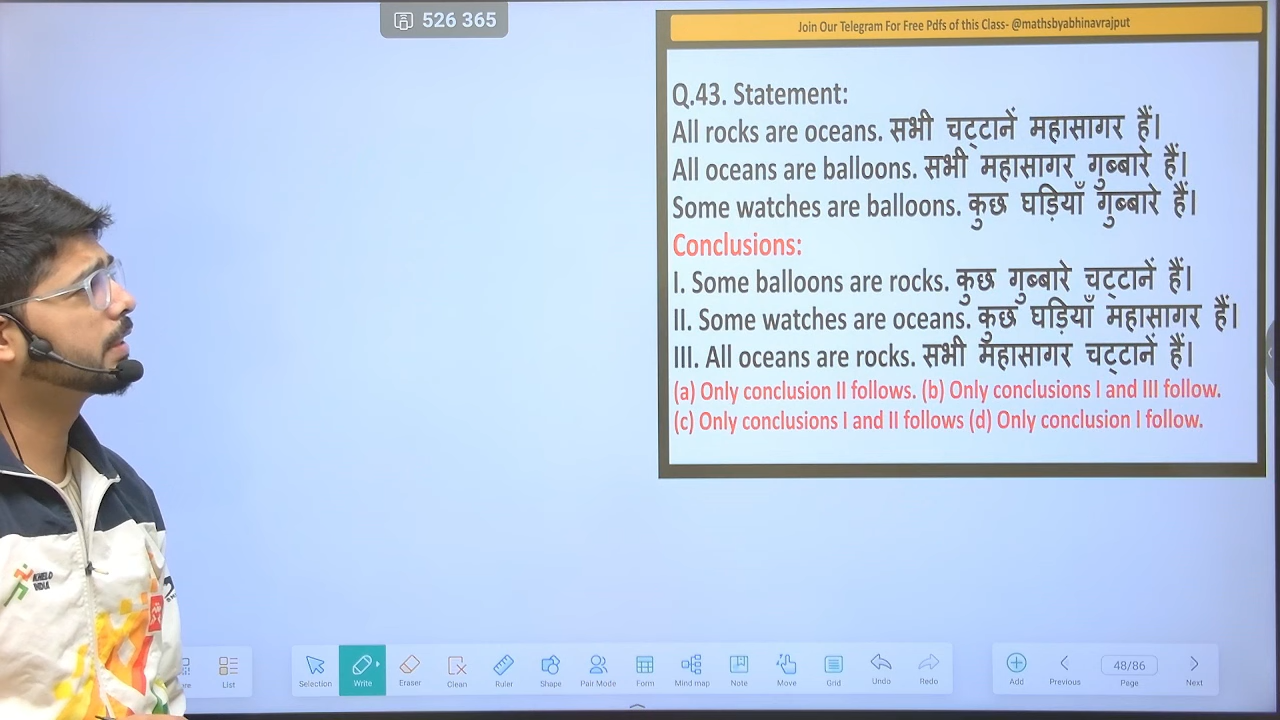 526 365
Join Our Telegram For Free Pdfs of this Class- @mathsbyabhinavrajput
Q.43. Statement:
All rocks are oceans. सभी चट्टानें महासागर हैं।
All oceans are balloons. सभी महासागर गुब्बारे हैं।
Some watches are balloons. कुछ घड़ियाँ गुब्बारे हैं।
Conclusions:
I. Some balloons are rocks. कुछ गुब्बारे चट्टानें हैं।
II. Some watches are oceans. कुछ घड़ियाँ महासागर हैं।
III. All oceans are rocks. सभी महासागर चट्टानें हैं।
(a) Only conclusion II follows. (b) Only conclusions I and III follow.
(c) Only conclusions I and II follows (d) Only conclusion I follow.
KHELO
INDIA
List
Selection
Write
Eraser
Clean
Ruler
Shape
Pair Mode
Form
Mind map
Note
Move
Grid
Undo
Redo
Add
Previous
48/86
Page
Next